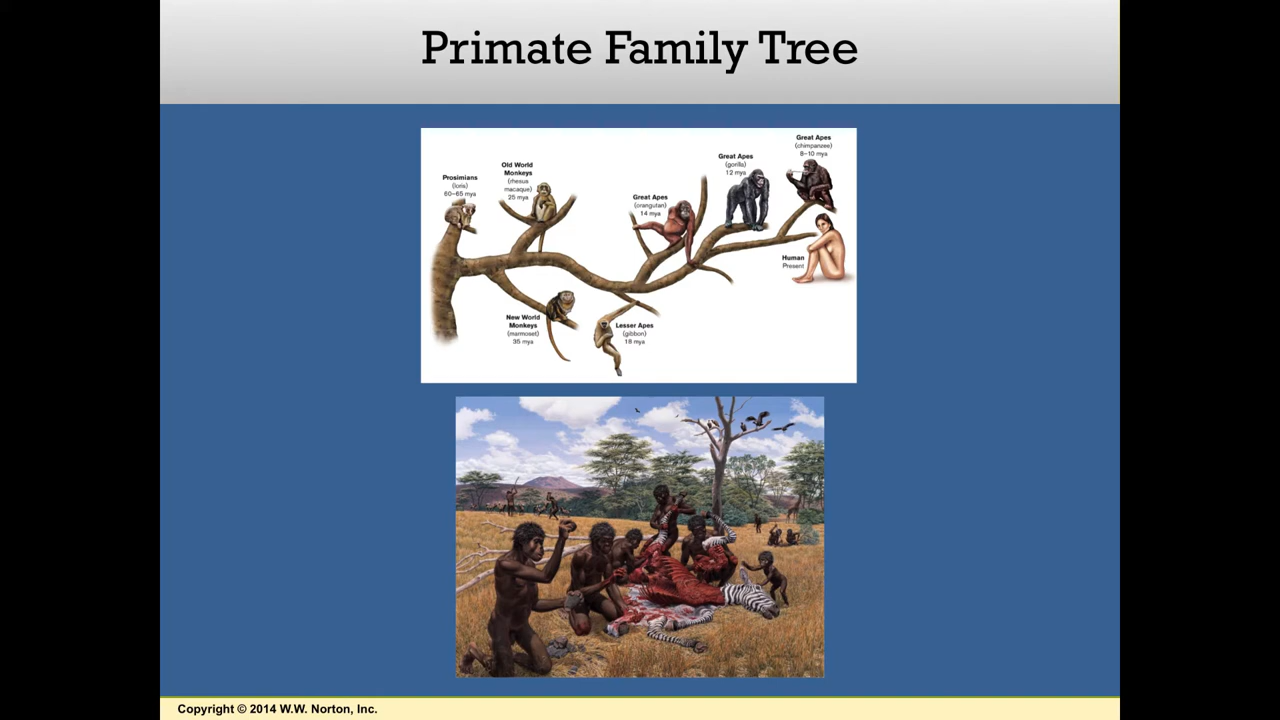 Primate Family Tree
Prosimians
(loris)
60–65 mya
Old World
Monkeys
(rhesus
macaque)
25 mya
New World
Monkeys
(marmoset)
35 mya
Lesser Apes
(gibbon)
18 mya
Great Apes
(orangutan)
14 mya
Great Apes
(gorilla)
12 mya
Great Apes
(chimpanzee)
8–10 mya
Human
Present
Copyright © 2014 W.W. Norton, Inc.